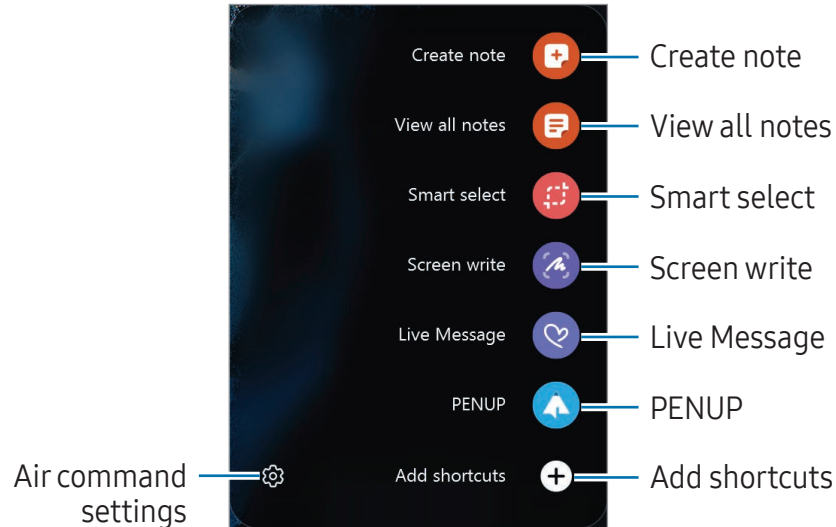 Create note
Create note
View all notes
View all notes
Smart select
Smart select
Screen write
Screen write
Live Message
Live Message
PENUP
PENUP
Air command
settings
Add shortcuts
Add shortcuts